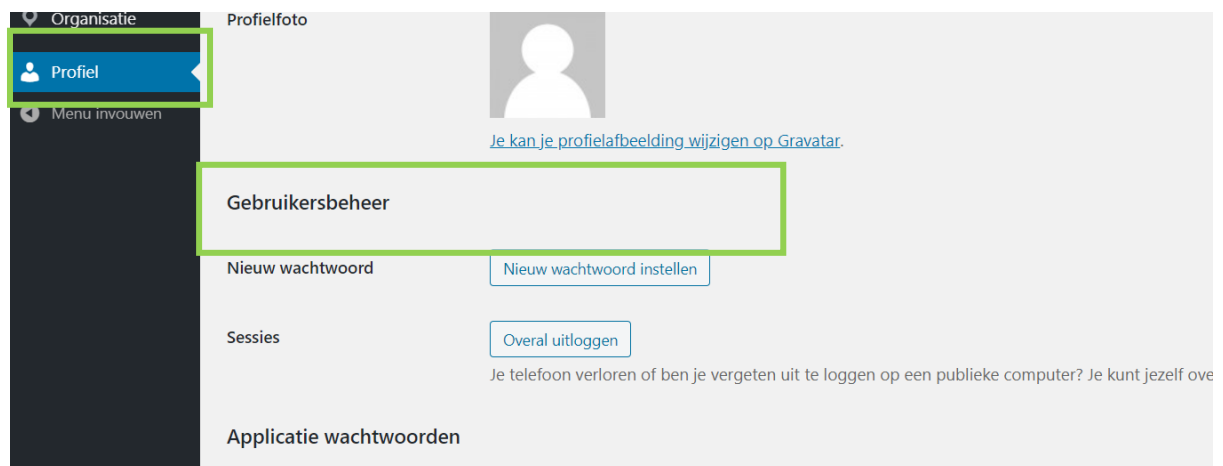 Organisatie
Profiel
Menu invouwen
Profielfoto
Je kan je profielafbeelding wijzigen op Gravatar.
Gebruikersbeheer
Nieuw wachtwoord
Nieuw wachtwoord instellen
Sessies
Overal uitloggen
Je telefoon verloren of ben je vergeten uit te loggen op een publieke computer? Je kunt jezelf ove
Applicatie wachtwoorden